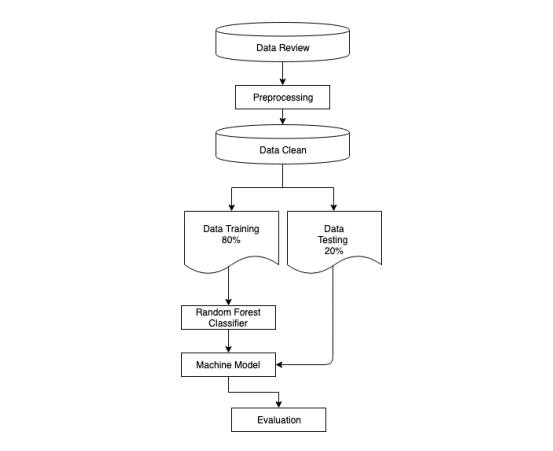 Data Review
Preprocessing
Data Clean
Data Training
80%
Data
Testing
20%
Random Forest
Classifier
Machine Model
Evaluation